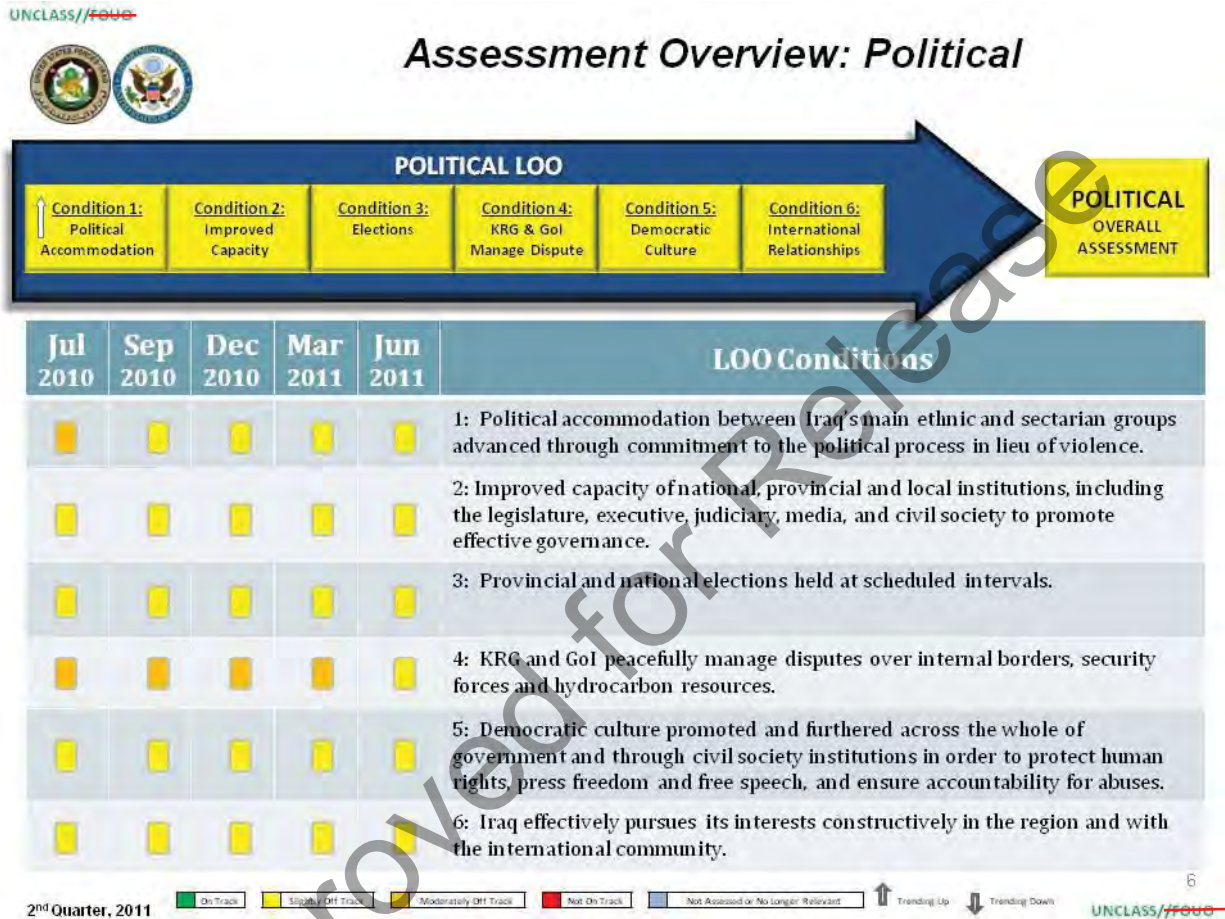 UNCLASS//FOUO
Assessment Overview: Political
POLITICAL LOO
Condition 1:
Political
Accommodation
Condition 2:
Improved
Capacity
Condition 3:
Elections
Condition 4:
KRG & GoI
Manage Dispute
Condition 5:
Democratic
Culture
Condition 6:
International
Relationships
POLITICAL
OVERALL
ASSESSMENT
Jul 2010
Sep 2010
Dec 2010
Mar 2011
Jun 2011
LOO Conditions
1: Political accommodation between Iraq's main ethnic and sectarian groups
advanced through commitment to the political process in lieu of violence.
2: Improved capacity of national, provincial and local institutions, including
the legislature, executive, judiciary, media, and civil society to promote
effective governance.
3: Provincial and national elections held at scheduled intervals.
4: KRG and GoI peacefully manage disputes over internal borders, security
forces and hydrocarbon resources.
5: Democratic culture promoted and furthered across the whole of
government and through civil society institutions in order to protect human
rights, press freedom and free speech, and ensure accountability for abuses.
6: Iraq effectively pursues its interests constructively in the region and with
the international community.
6
2nd Quarter, 2011
On Track
Slightly Off Track
Moderately Off Track
Not On Track
Not Assessed or No Longer Relevant
Trending Up
Trending Down
UNCLASS//FOUO
roved for Release